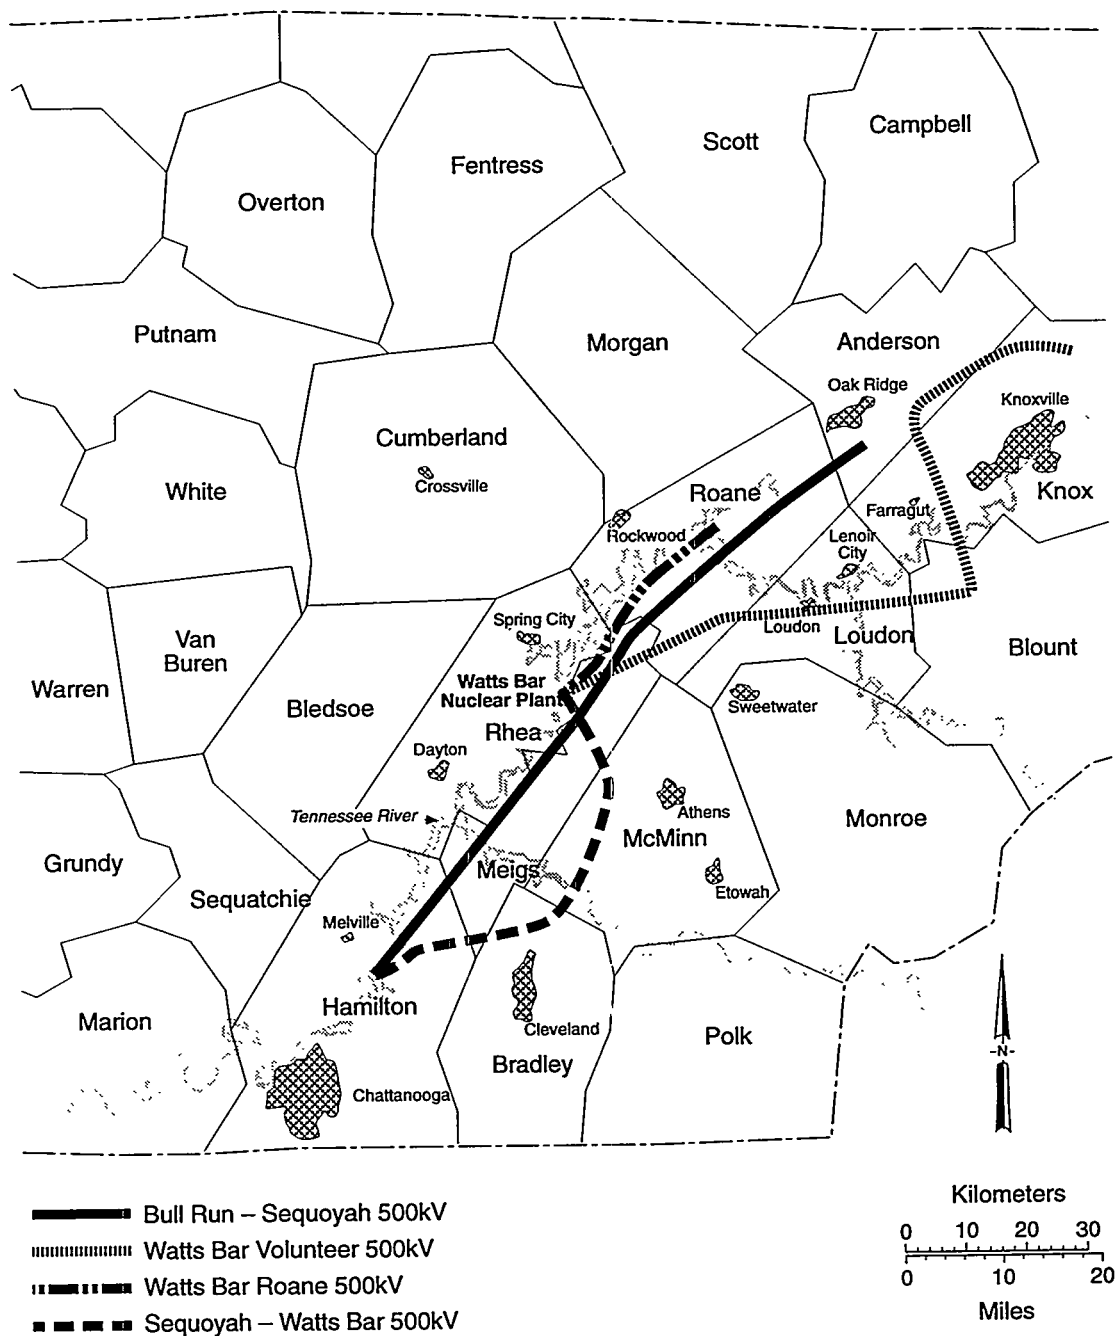 Scott
Campbell
Fentress
Overton
Putnam
Morgan
Anderson
Oak Ridge
Knoxville
Cumberland
Crossville
White
Roane
Knox
Farragut
Rockwood
Lenoir
City
Spring City
Loudon
Loudon
Van
Buren
Blount
Warren
Watts Bar
Nuclear Plant
Bledsoe
Sweetwater
Rhea
Dayton
Tennessee River
Athens
McMinn
Monroe
Grundy
Meigs
Etowah
Sequatchie
Melville
Hamilton
Marion
Cleveland
Polk
-N-
Bradley
Chattanooga
Bull Run – Sequoyah 500kV
Watts Bar Volunteer 500kV
Watts Bar Roane 500kV
Sequoyah – Watts Bar 500kV
Kilometers
0 10 20 30
0 10 20
Miles